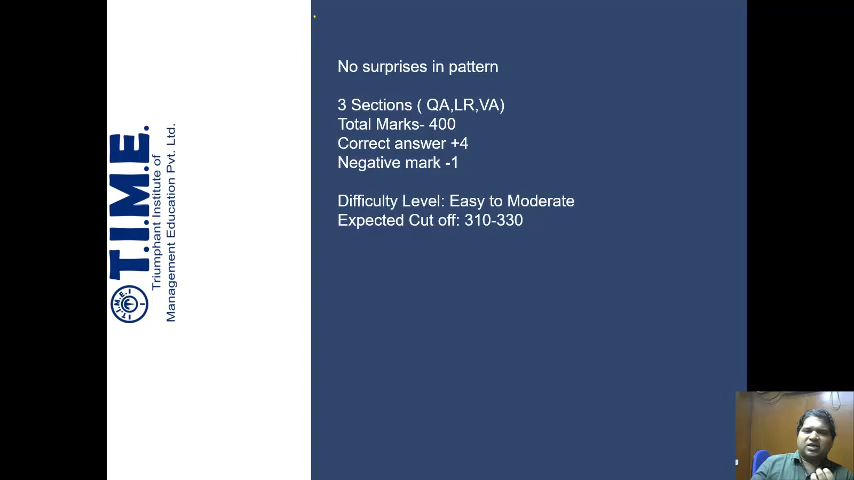 No surprises in pattern
3 Sections ( QA,LR,VA)
Total Marks- 400
Correct answer +4
Negative mark -1
Difficulty Level: Easy to Moderate
Expected Cut off: 310-330
T.I.M.E.
Triumphant Institute of
Management Education Pvt. Ltd.
T.I.M.E.